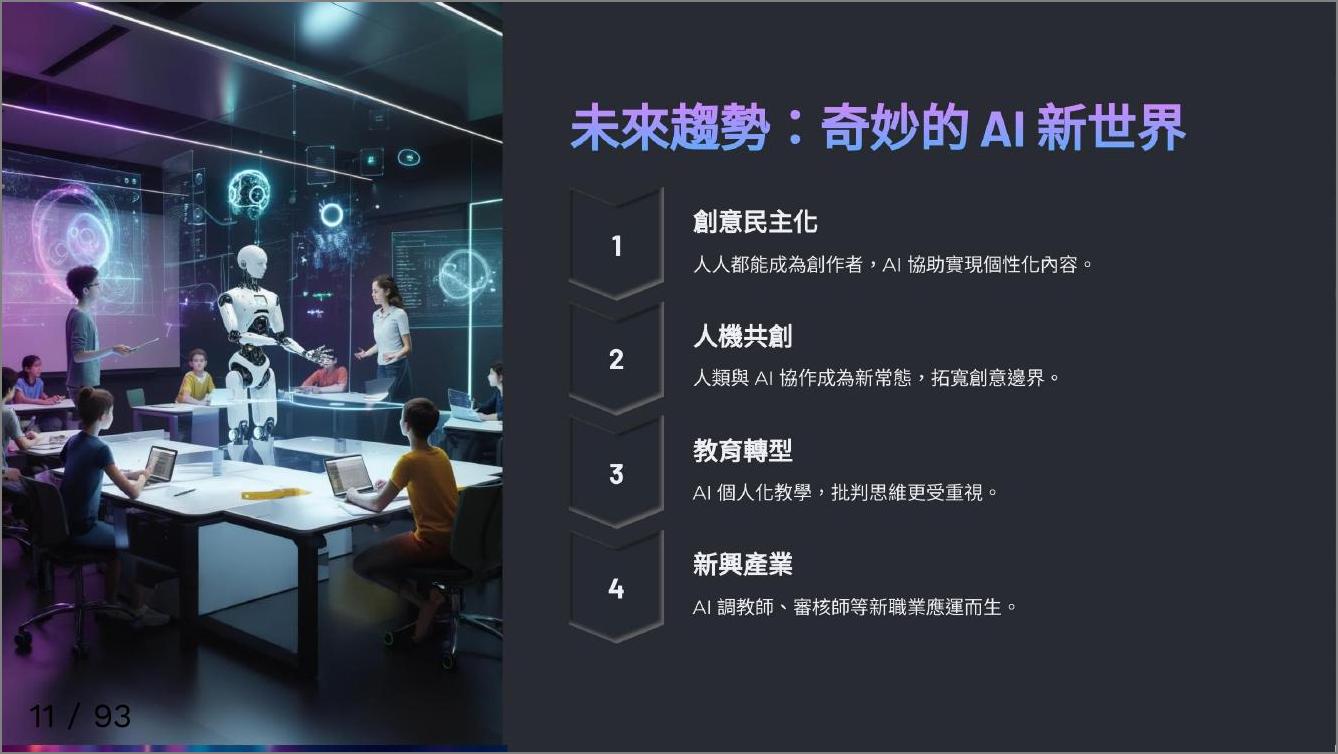 未來趨勢：奇妙的 AI 新世界
1
創意民主化
人人都能成為創作者，AI 協助實現個性化內容。
2
人機共創
人類與 AI 協作成為新常態，拓寬創意邊界。
3
教育轉型
AI 個人化教學，批判思維更受重視。
4
新興產業
AI 調教師、審核師等新職業應運而生。
11 / 93